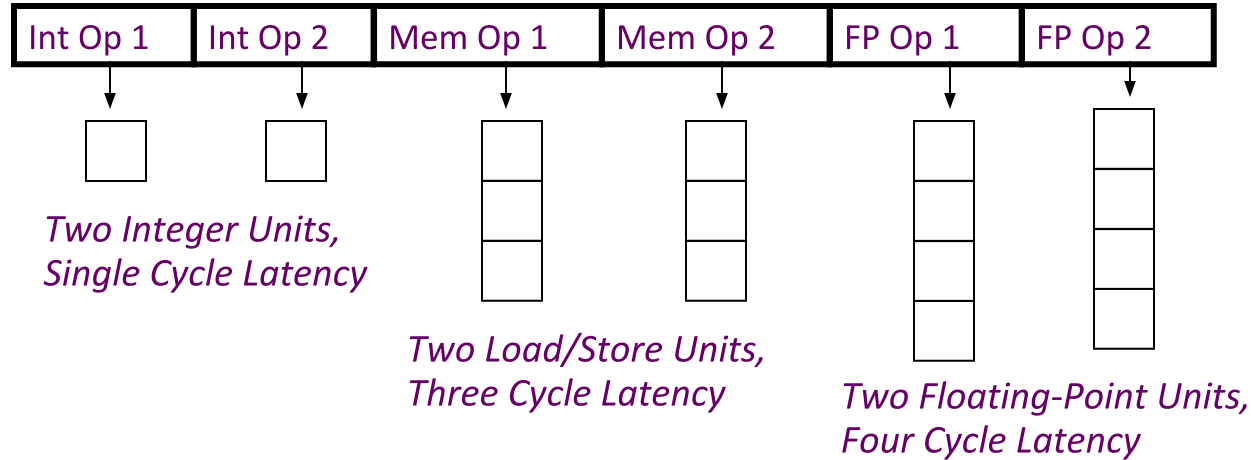 Int Op 1 Int Op 2 Mem Op 1 Mem Op 2 FP Op 1 FP Op 2
Two Integer Units,
Single Cycle Latency
Two Load/Store Units,
Three Cycle Latency
Two Floating-Point Units,
Four Cycle Latency